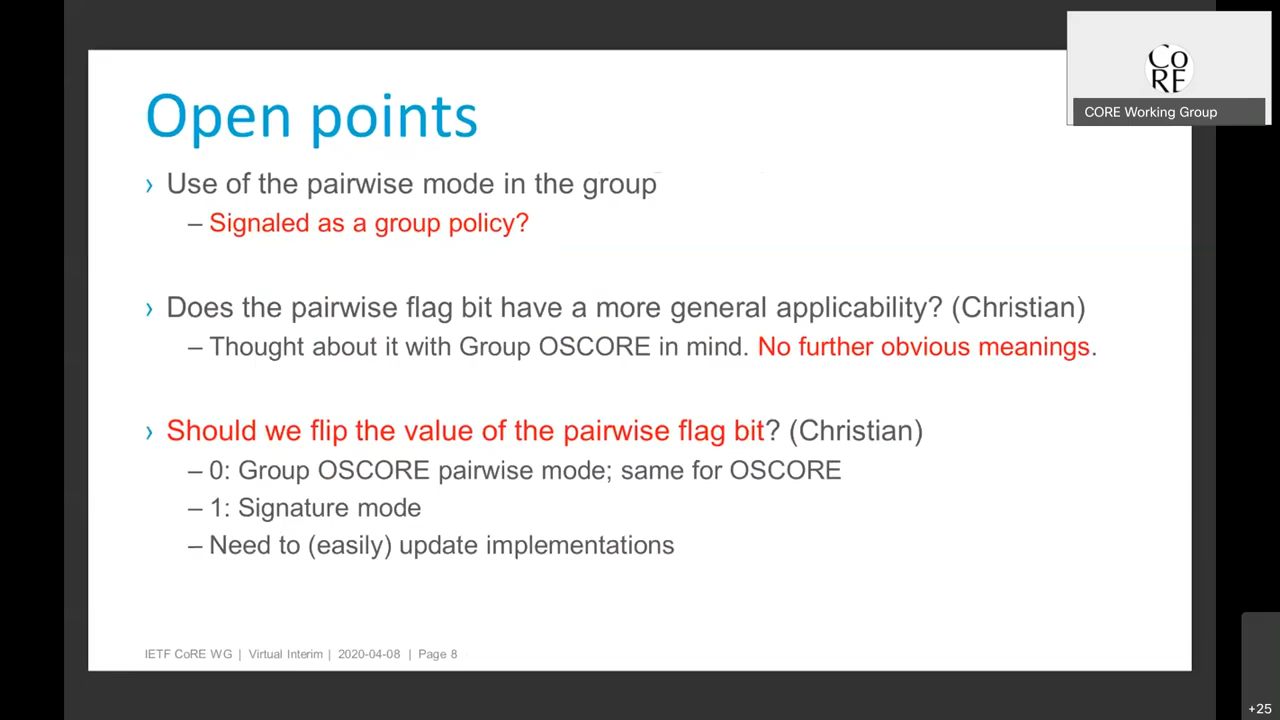 Open points
› Use of the pairwise mode in the group
– Signaled as a group policy?
› Does the pairwise flag bit have a more general applicability? (Christian)
– Thought about it with Group OSCORE in mind. No further obvious meanings.
› Should we flip the value of the pairwise flag bit? (Christian)
– 0: Group OSCORE pairwise mode; same for OSCORE
– 1: Signature mode
– Need to (easily) update implementations
IETF CoRE WG | Virtual Interim | 2020-04-08 | Page 8
Co
RE
CORE Working Group
+25